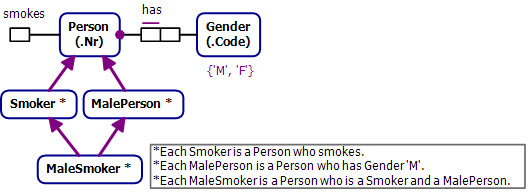 smokes
has
Person
(.Nr)
Gender
(.Code)
{'M', 'F'}
Smoker *
MalePerson *
MaleSmoker *
*Each Smoker is a Person who smokes.
*Each MalePerson is a Person who has Gender 'M'.
*Each MaleSmoker is a Person who is a Smoker and a MalePerson.